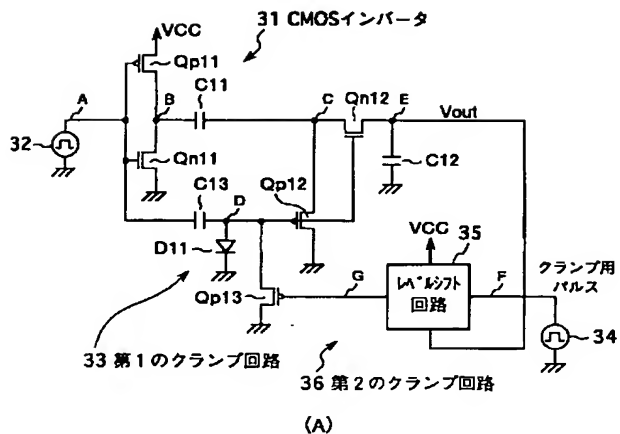 31 CMOSインバータ
VCC
Qp11
C11
A
B
C
Qn12
E
Vout
32
Qn11
C12
C13
Qp12
D
VCC
35
D11
クランプ用
パルス
レベルシフト
回路
G
F
Qp13
34
33 第1のクランプ回路
36 第2のクランプ回路
(A)